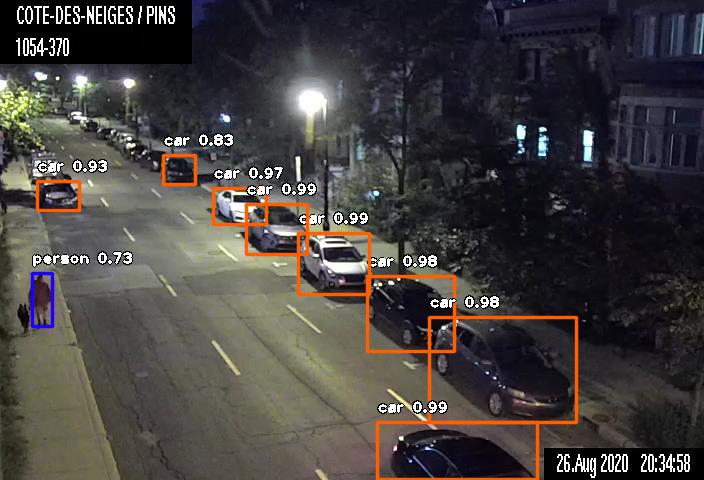 COTE-DES-NEIGES / PINS
1054-370
car 0.83
car 0.93
car 0.97
car 0.99
car 0.99
person 0.73
car 0.98
car 0.98
car 0.99
26.Aug 2020 20:34:58